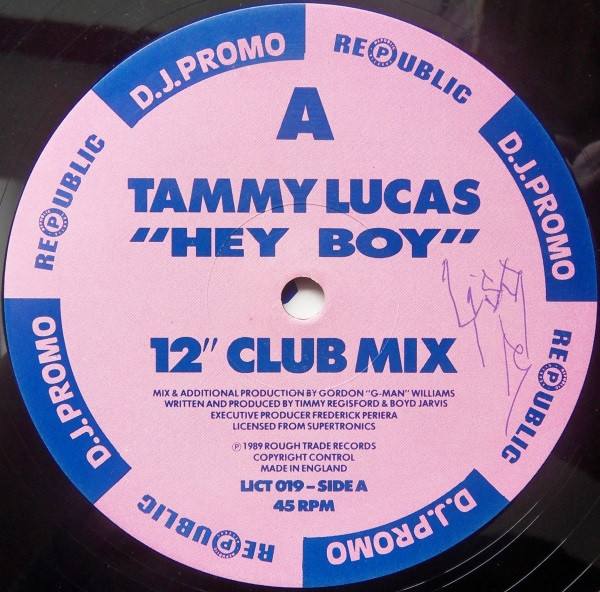 D.J.PROMO
REPUBLIC
D.J.PROMO
REPUBLIC
D.J.PROMO
REPUBLIC
D.J.PROMO
REPUBLIC
A
TAMMY LUCAS
"HEY BOY"
12" CLUB MIX
MIX & ADDITIONAL PRODUCTION BY GORDON "G-MAN" WILLIAMS
WRITTEN AND PRODUCED BY TIMMY REGISFORD & BOYD JARVIS
EXECUTIVE PRODUCER FREDERICK PERIERA
LICENSED FROM SUPERTRONICS
℗ 1989 ROUGH TRADE RECORDS
COPYRIGHT CONTROL
MADE IN ENGLAND
LICT 019 – SIDE A
45 RPM